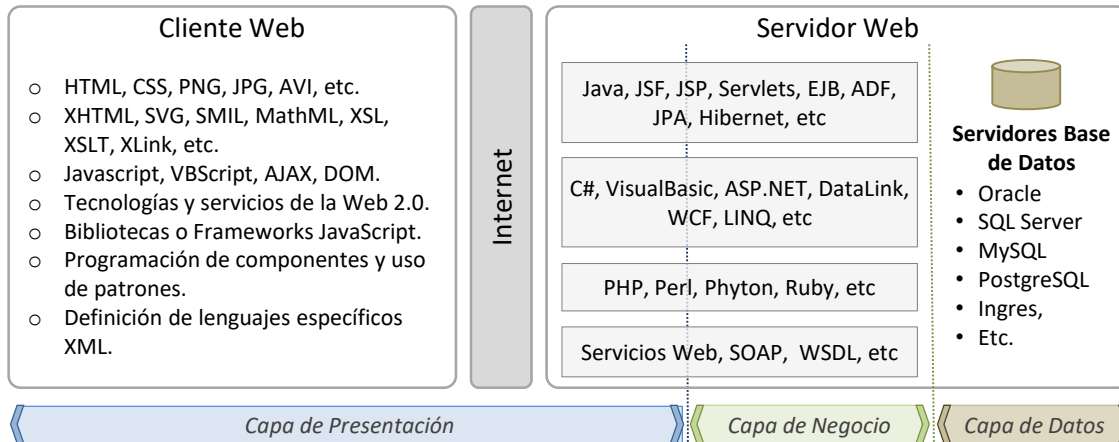 Cliente Web
o HTML, CSS, PNG, JPG, AVI, etc.
o XHTML, SVG, SMIL, MathML, XSL,
XSLT, XLink, etc.
o Javascript, VBScript, AJAX, DOM.
o Tecnologías y servicios de la Web 2.0.
o Bibliotecas o Frameworks JavaScript.
o Programación de componentes y uso
de patrones.
o Definición de lenguajes específicos
XML.
Internet
Servidor Web
Java, JSF, JSP, Servlets, EJB, ADF,
JPA, Hibernet, etc
C#, VisualBasic, ASP.NET, DataLink,
WCF, LINQ, etc
PHP, Perl, Phyton, Ruby, etc
Servicios Web, SOAP, WSDL, etc
Servidores Base
de Datos
• Oracle
• SQL Server
• MySQL
• PostgreSQL
• Ingres,
• Etc.
Capa de Presentación
Capa de Negocio
Capa de Datos